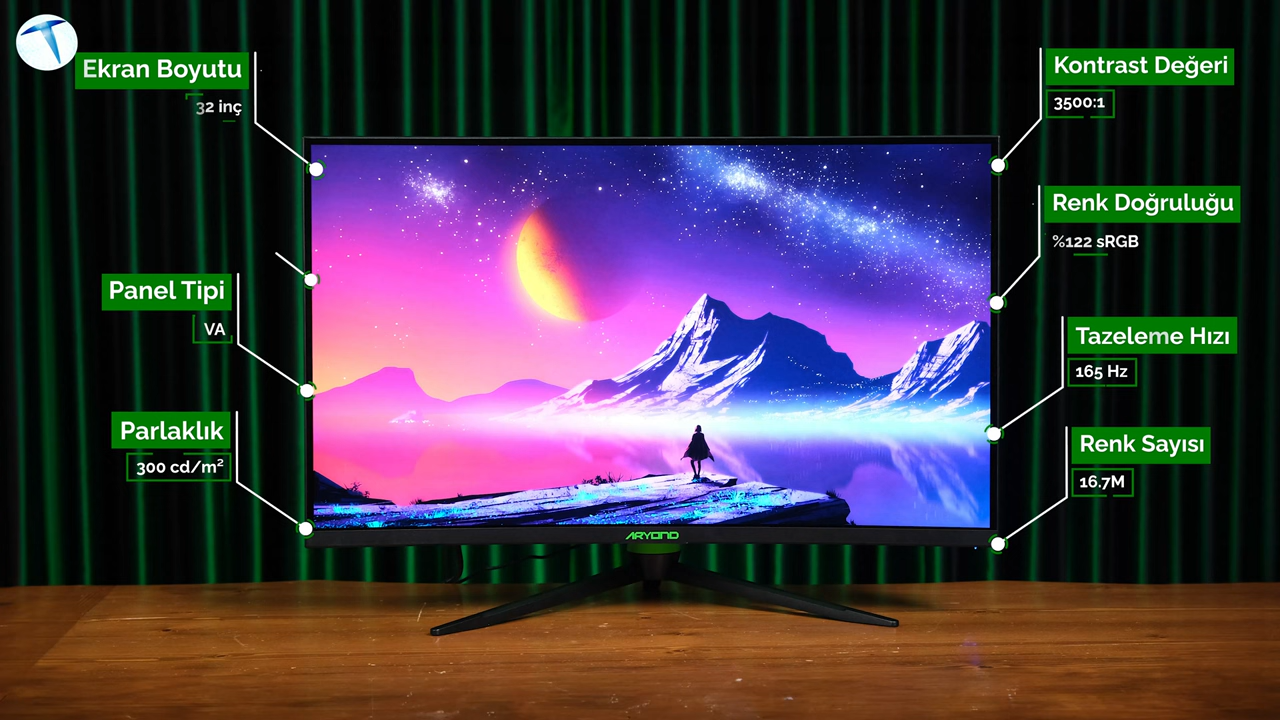 Ekran Boyutu
32 inç
Panel Tipi
VA
Parlaklık
300 cd/m²
Kontrast Değeri
3500:1
Renk Doğruluğu
%122 sRGB
Tazeleme Hızı
165 Hz
Renk Sayısı
16.7M
ARYOND